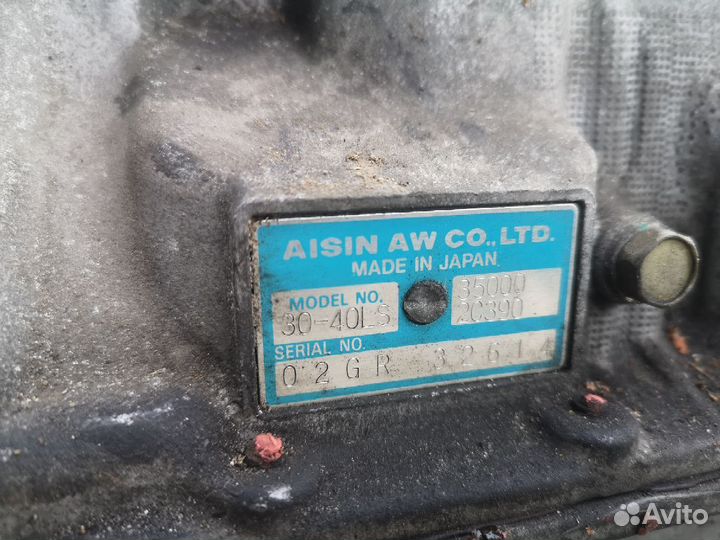 AISIN AW CO., LTD.
MADE IN JAPAN
MODEL NO.
30-40LS
35000
20390
SERIAL NO.
02GR 32614
Avito